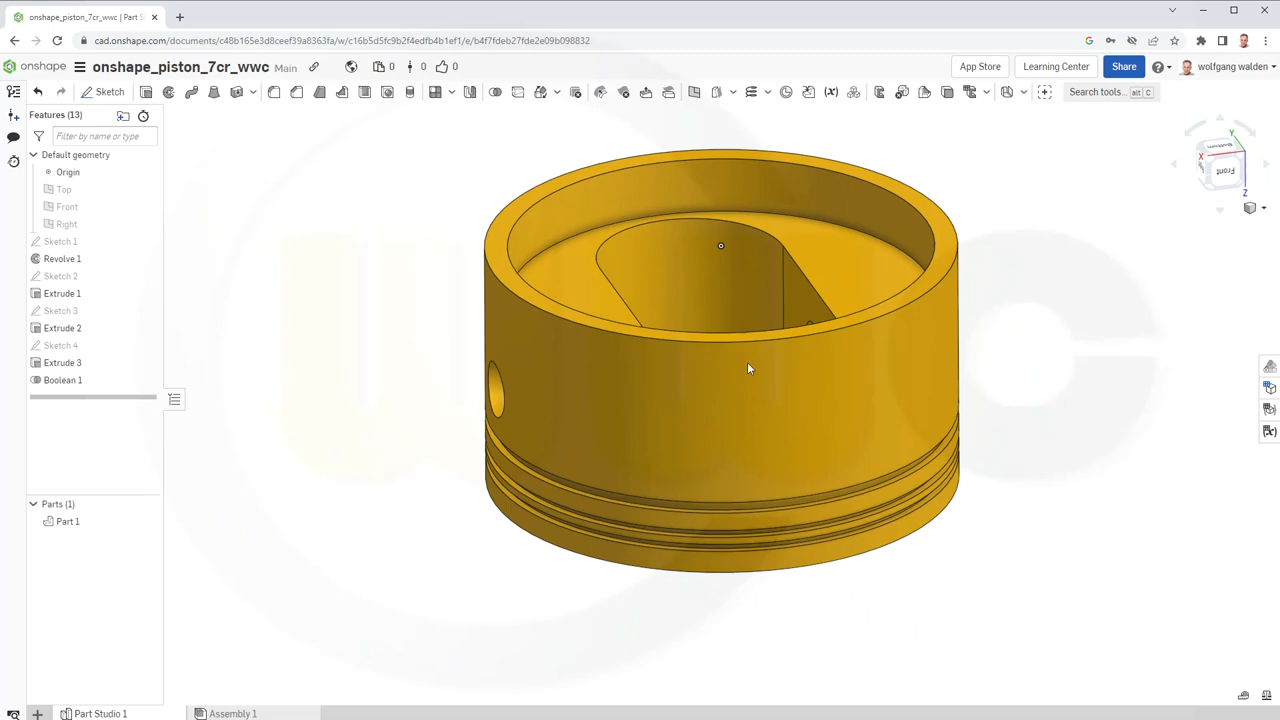 onshape_piston_7cr_wwc | Part S
cad.onshape.com/documents/c48b165e3d8ceef39a8363fa/w/c16b5d5fc9b2f4edfb4b1ef1/e/b4f7fdeb27fde2e09b098832
onshape onshape_piston_7cr_wwc Main 0 0 0 App Store Learning Center Share wolfgang walden
Sketch Search tools... alt C
Features (13)
Filter by name or type
Default geometry
Origin
Top
Front
Right
Sketch 1
Revolve 1
Sketch 2
Extrude 1
Sketch 3
Extrude 2
Sketch 4
Extrude 3
Boolean 1
Parts (1)
Part 1
Y
Bottom
X
Front
Z
wwc
Part Studio 1 Assembly 1